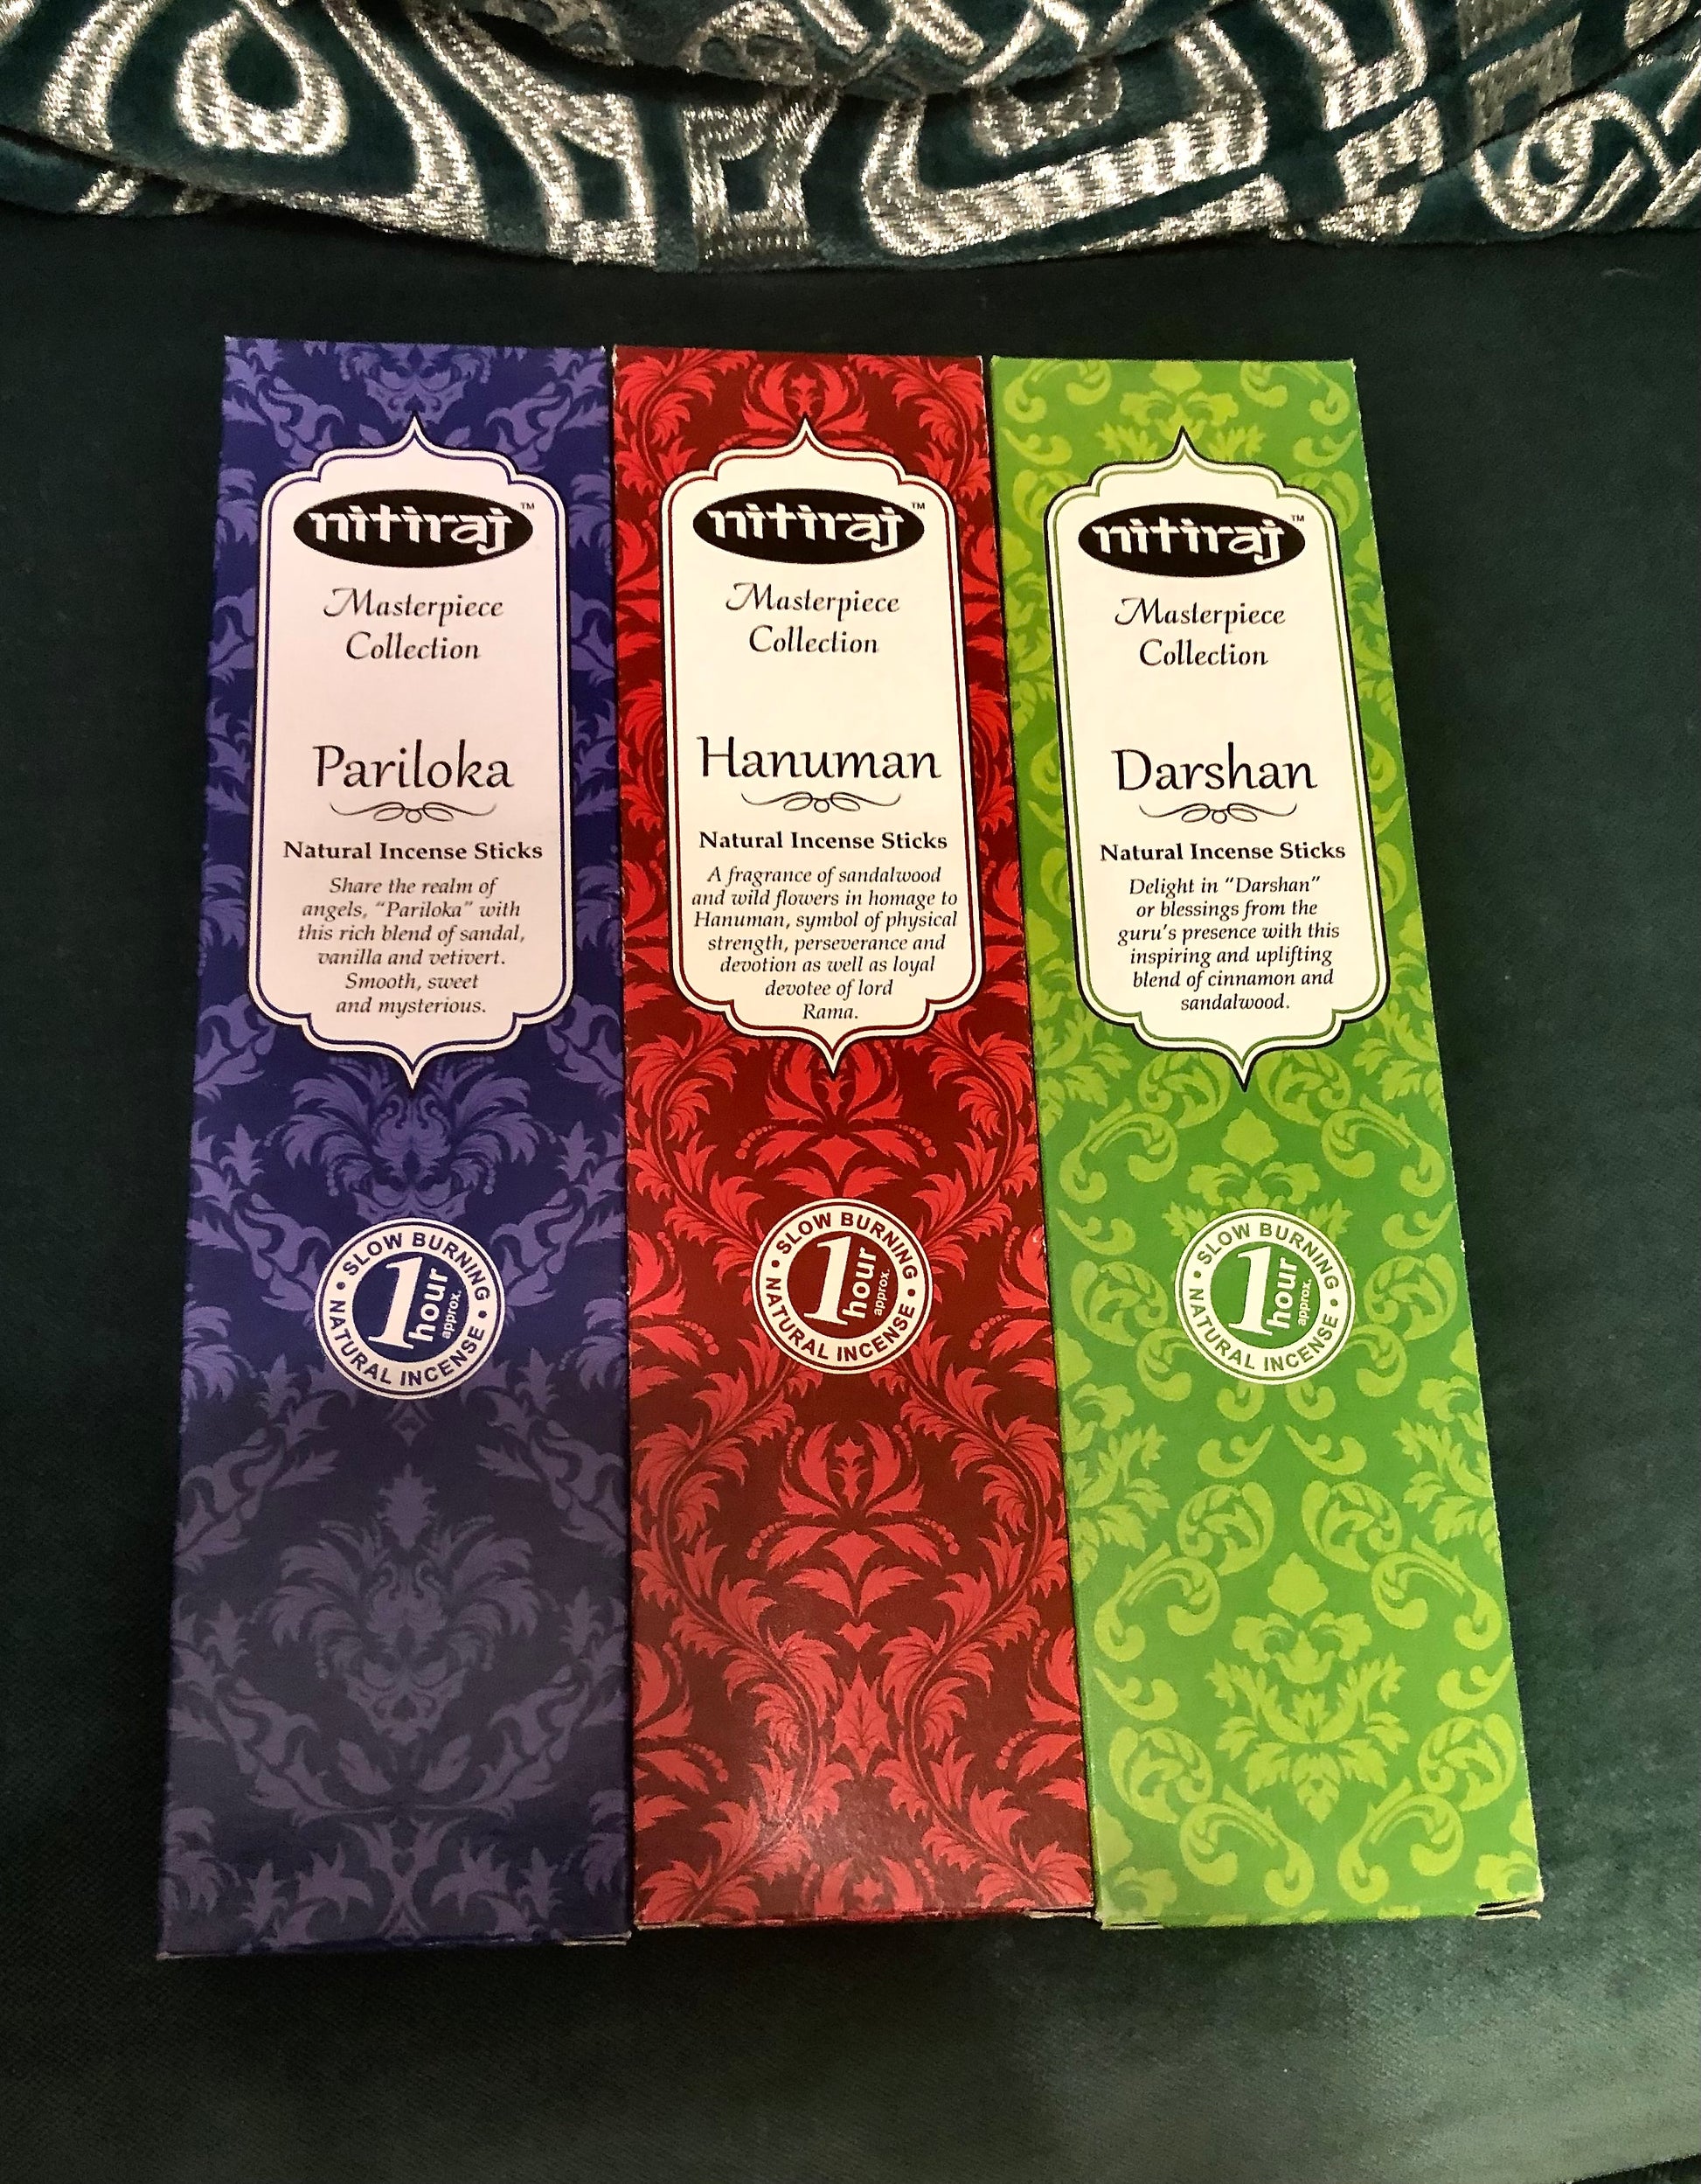 nitiraj™
Masterpiece
Collection
Pariloka
Natural Incense Sticks
Share the realm of
angels, “Pariloka” with
this rich blend of sandal,
vanilla and vetivert.
Smooth, sweet
and mysterious.
• SLOW BURNING •
NATURAL INCENSE
1
hour
approx.
nitiraj™
Masterpiece
Collection
Hanuman
Natural Incense Sticks
A fragrance of sandalwood
and wild flowers in homage to
Hanuman, symbol of physical
strength, perseverance and
devotion as well as loyal
devotee of lord
Rama.
• SLOW BURNING •
NATURAL INCENSE
1
hour
approx.
nitiraj™
Masterpiece
Collection
Darshan
Natural Incense Sticks
Delight in “Darshan”
or blessings from the
guru’s presence with this
inspiring and uplifting
blend of cinnamon and
sandalwood.
• SLOW BURNING •
NATURAL INCENSE
1
hour
approx.